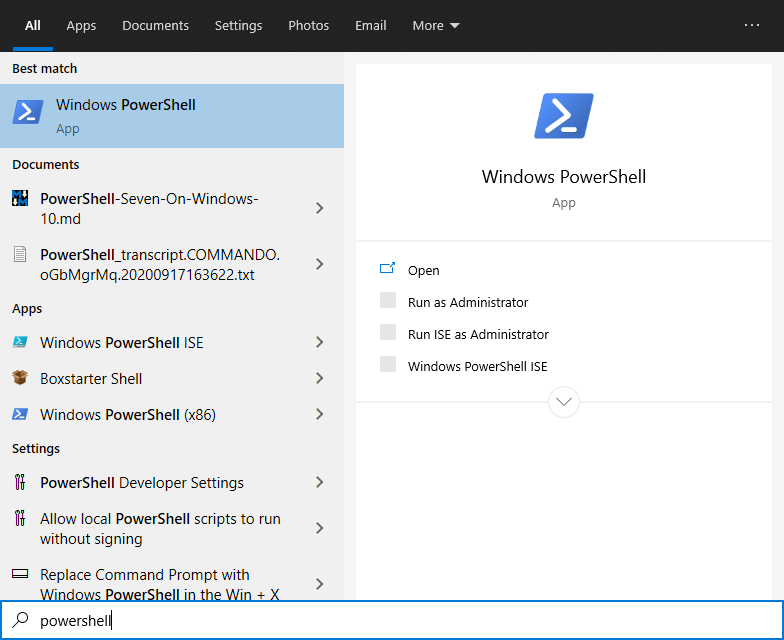 All Apps Documents Settings Photos Email More ...
Best match
Windows PowerShell
App
Documents
PowerShell-Seven-On-Windows-
10.md
PowerShell_transcript.COMMANDO.
oGbMgrMq.20200917163622.txt
Apps
Windows PowerShell ISE
Boxstarter Shell
Windows PowerShell (x86)
Settings
PowerShell Developer Settings
Allow local PowerShell scripts to run
without signing
Replace Command Prompt with
Windows PowerShell in the Win + X
powershell
Windows PowerShell
App
Open
Run as Administrator
Run ISE as Administrator
Windows PowerShell ISE